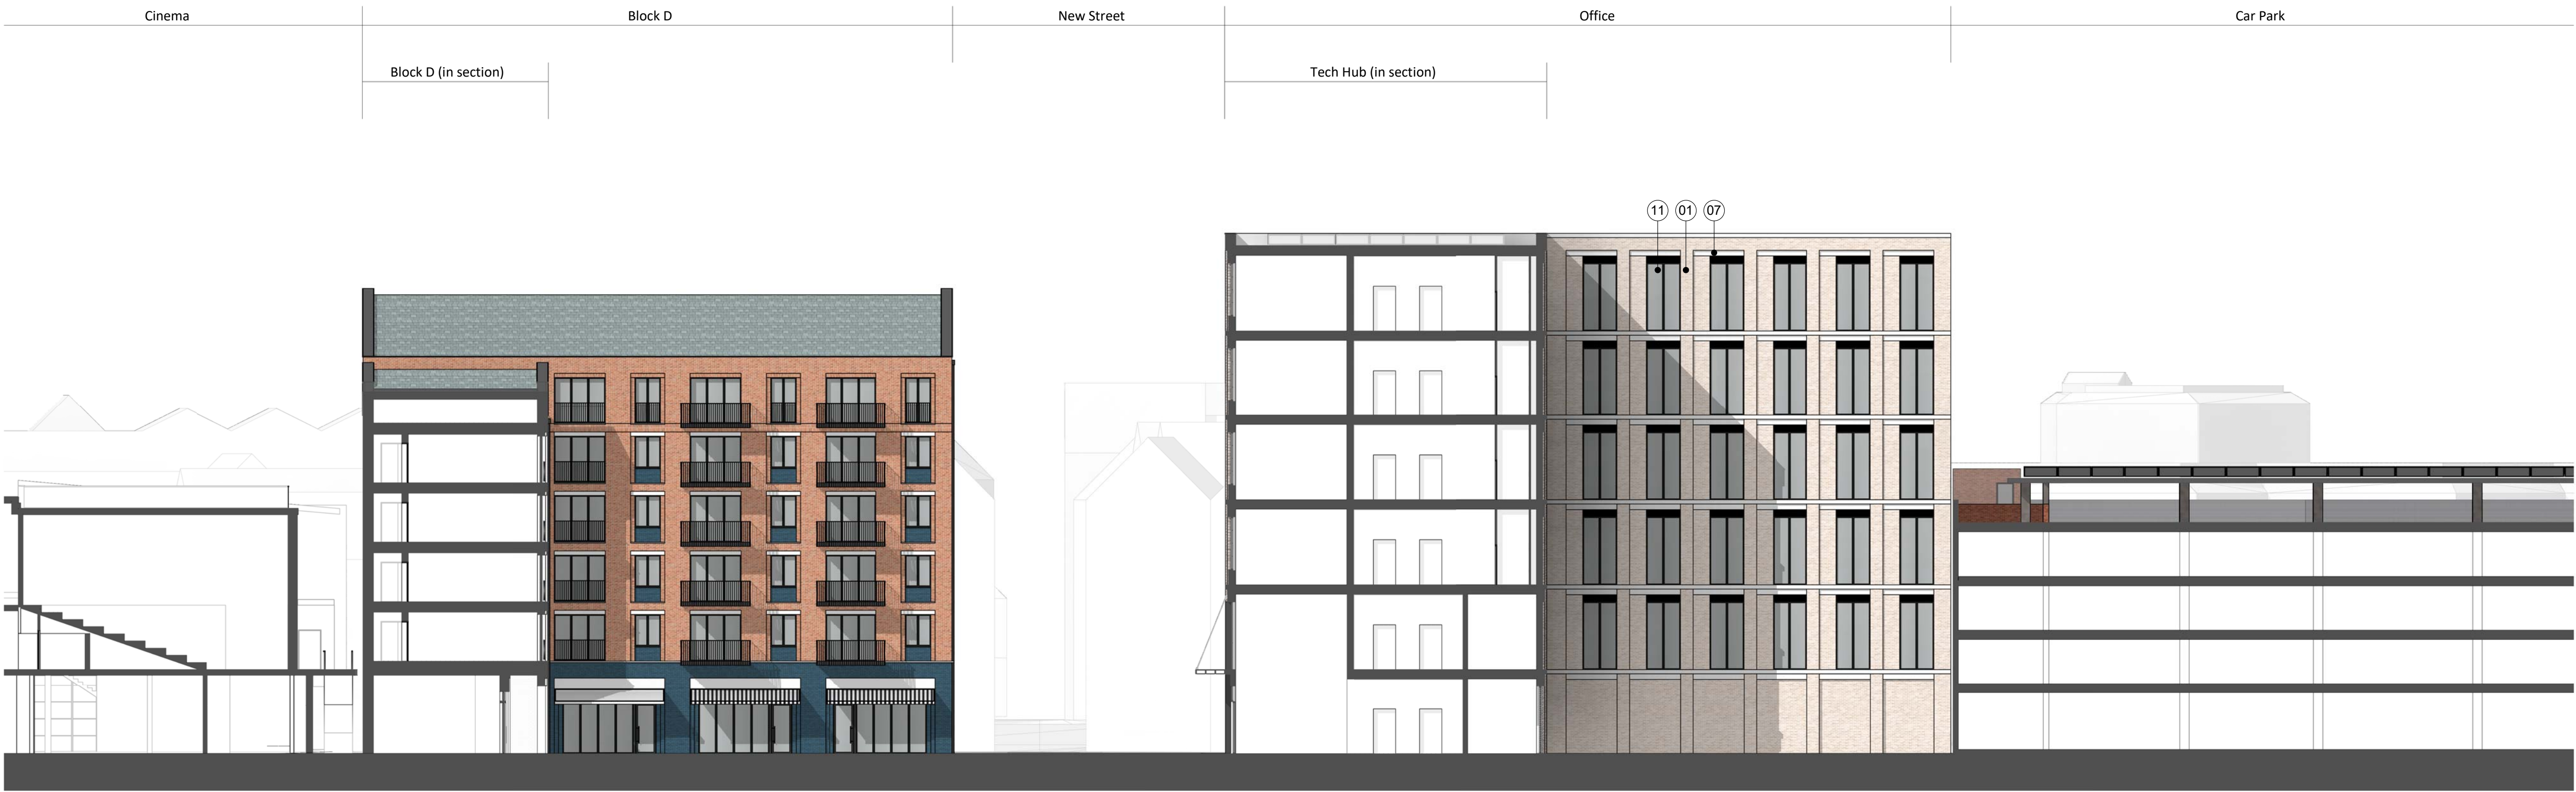 Cinema
Block D
New Street
Office
Car Park
Block D (in section)
Tech Hub (in section)
11
01
07